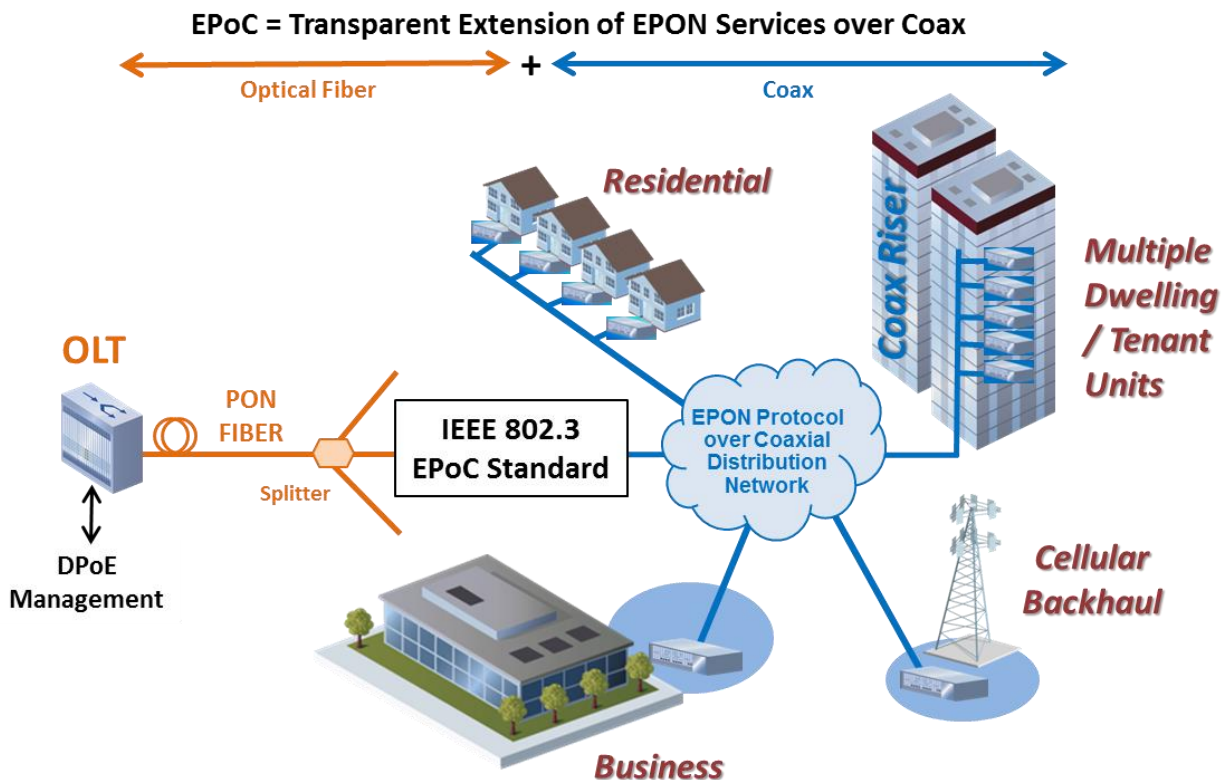 EPoC = Transparent Extension of EPON Services over Coax
+
Optical Fiber
Coax
Residential
Coax Riser
Multiple
Dwelling
/ Tenant
Units
OLT
PON
FIBER
Splitter
IEEE 802.3
EPoC Standard
EPON Protocol
over Coaxial
Distribution
Network
DPoE
Management
Cellular
Backhaul
Business